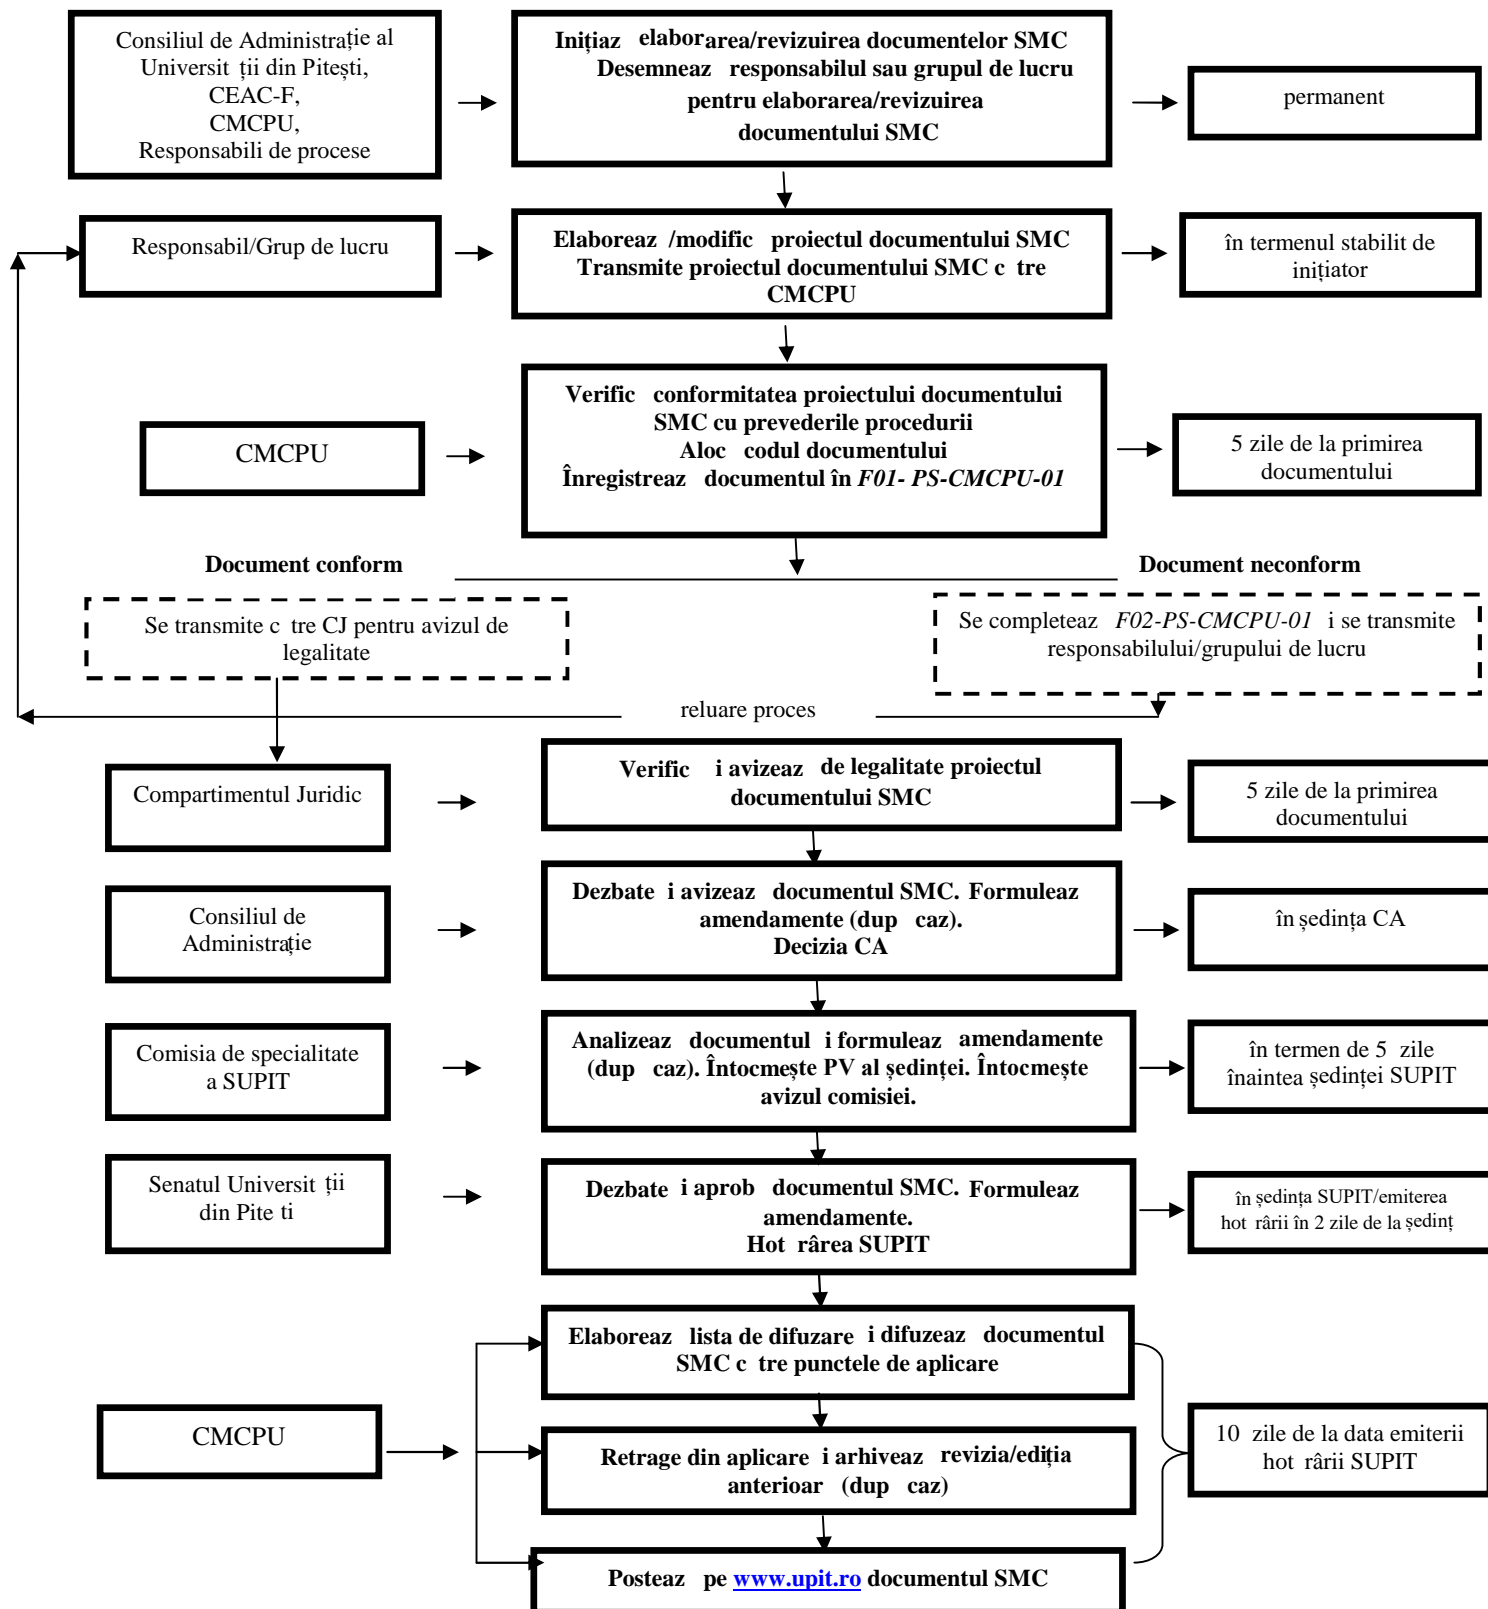 Consiliul de Administrație al
Universit ții din Pitești,
CEAC-F,
CMCPU,
Responsabili de procese
Inițiaz elaborarea/revizuirea documentelor SMC
Desemneaz responsabilul sau grupul de lucru
pentru elaborarea/revizuirea
documentului SMC
permanent
Responsabil/Grup de lucru
Elaboreaz /modific proiectul documentului SMC
Transmite proiectul documentului SMC c tre
CMCPU
în termenul stabilit de
inițiator
CMCPU
Verific conformitatea proiectului documentului
SMC cu prevederile procedurii
Aloc codul documentului
Înregistreaz documentul în F01- PS-CMCPU-01
5 zile de la primirea
documentului
Document conform
Document neconform
Se transmite c tre CJ pentru avizul de
legalitate
Se completeaz F02-PS-CMCPU-01 i se transmite
responsabilului/grupului de lucru
reluare proces
Compartimentul Juridic
Verific i avizeaz de legalitate proiectul
documentului SMC
5 zile de la primirea
documentului
Consiliul de
Administrație
Dezbate i avizeaz documentul SMC. Formuleaz
amendamente (dup caz).
Decizia CA
în ședința CA
Comisia de specialitate
a SUPIT
Analizeaz documentul i formuleaz amendamente
(dup caz). Întocmește PV al ședinței. Întocmește
avizul comisiei.
în termen de 5 zile
înaintea ședinței SUPIT
Senatul Universit ții
din Pite ti
Dezbate i aprob documentul SMC. Formuleaz
amendamente.
Hot rârea SUPIT
în ședința SUPIT/emiterea
hot rârii în 2 zile de la ședinț
Elaboreaz lista de difuzare i difuzeaz documentul
SMC c tre punctele de aplicare
CMCPU
Retrage din aplicare i arhiveaz revizia/ediția
anterioar (dup caz)
10 zile de la data emiterii
hot rârii SUPIT
Posteaz pe www.upit.ro documentul SMC